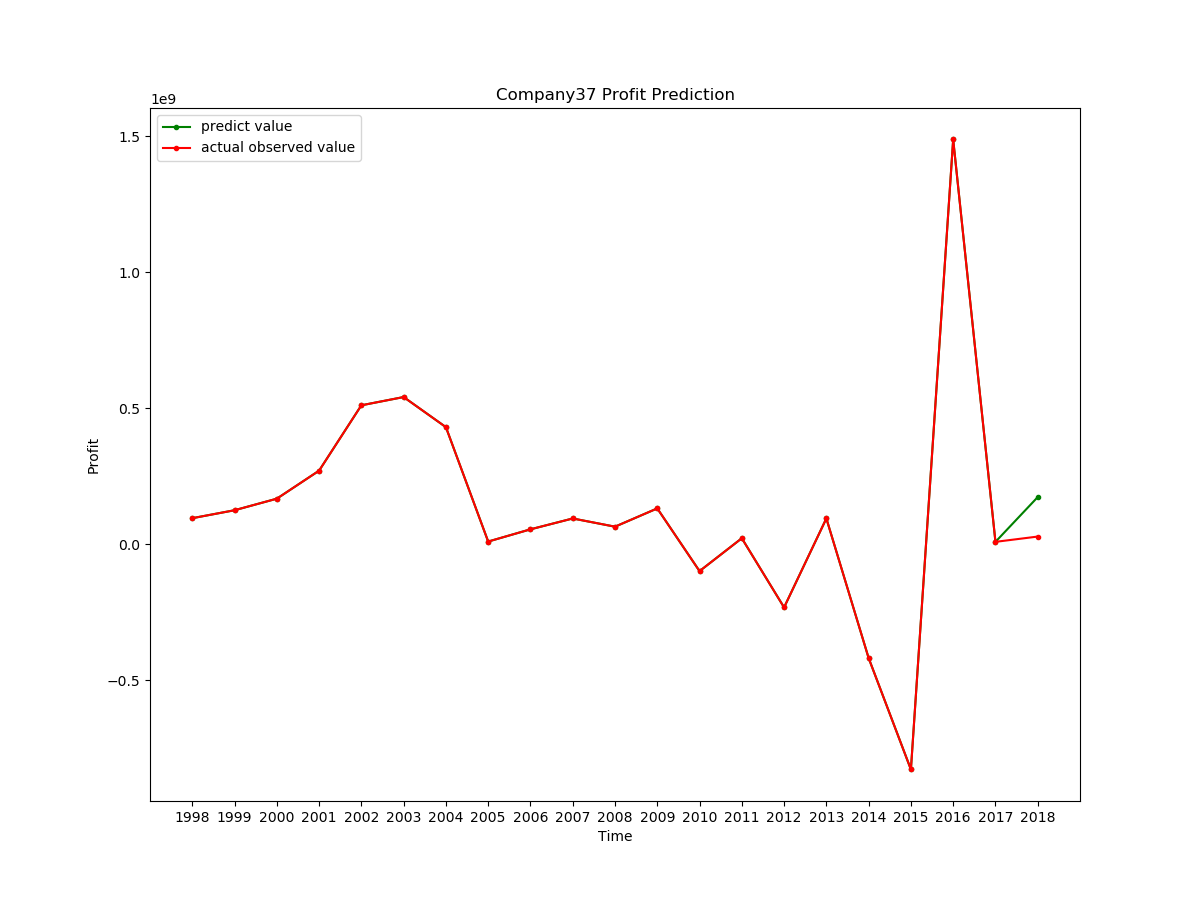 Company37 Profit Prediction
1e9
predict value
actual observed value
1.5
1.0
0.5
0.0
−0.5
Profit
1998 1999 2000 2001 2002 2003 2004 2005 2006 2007 2008 2009 2010 2011 2012 2013 2014 2015 2016 2017 2018
Time